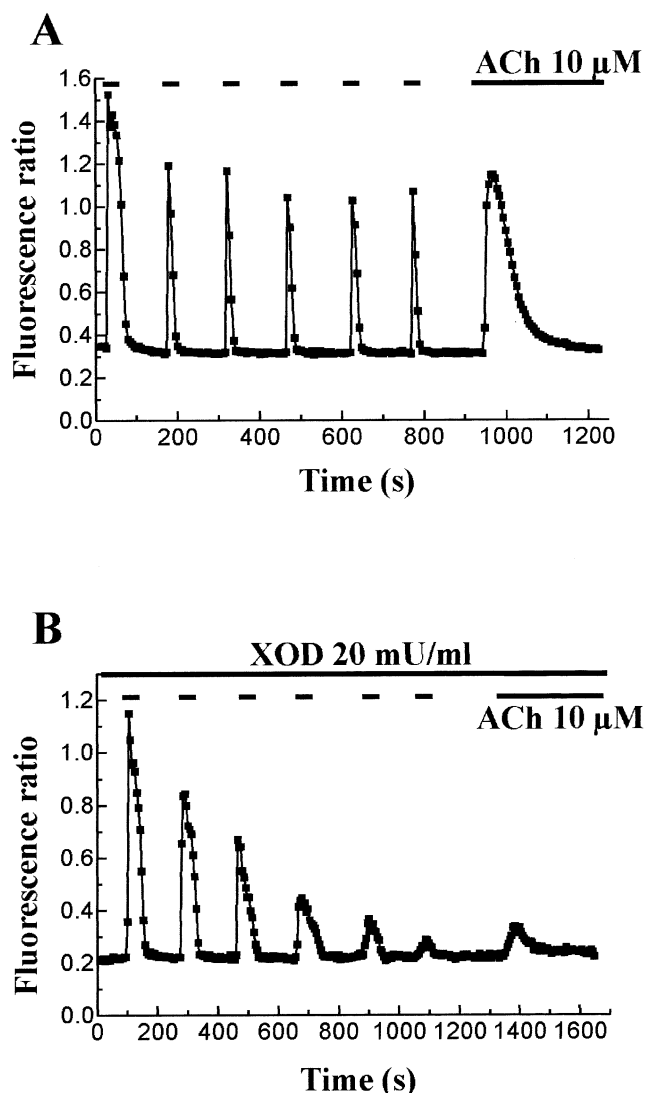 A
ACh 10 µM
1.6
1.4
1.2
1.0
0.8
0.6
0.4
0.2
0.0
Fluorescence ratio
0 200 400 600 800 1000 1200
Time (s)
B
XOD 20 mU/ml
ACh 10 µM
1.2
1.0
0.8
0.6
0.4
0.2
0.0
Fluorescence ratio
0 200 400 600 800 1000 1200 1400 1600
Time (s)